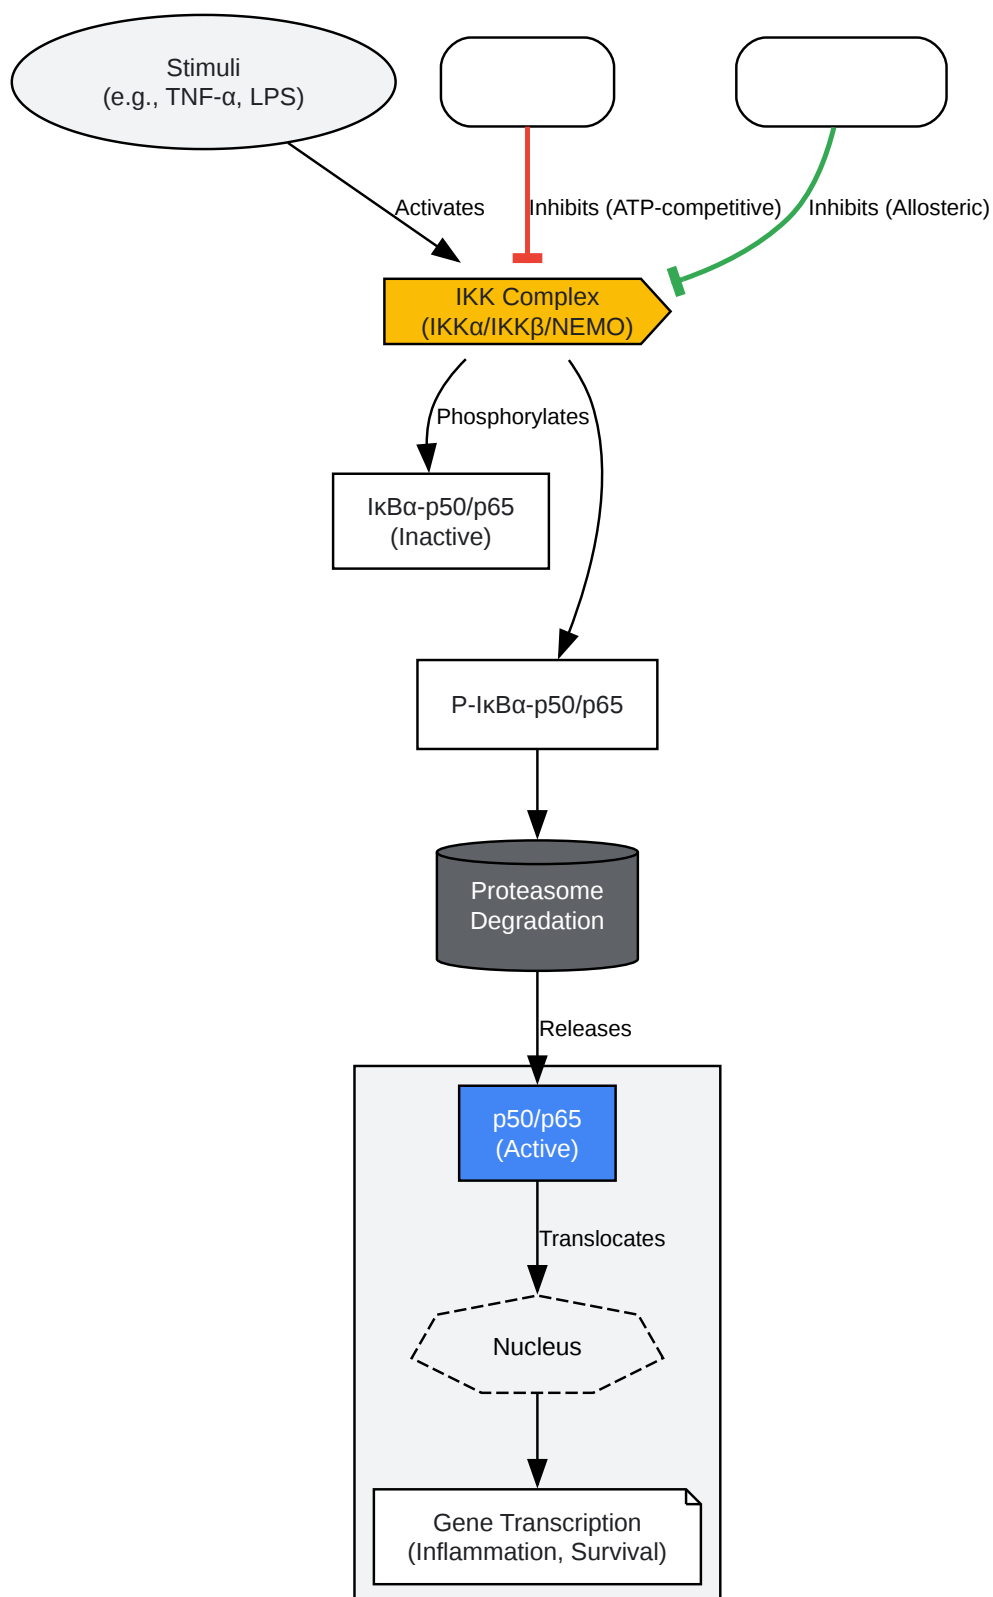 Stimuli
(e.g., TNF-α, LPS)
Activates
Inhibits (ATP-competitive)
Inhibits (Allosteric)
IKK Complex
(IKKα/IKKβ/NEMO)
Phosphorylates
IκBα-p50/p65
(Inactive)
P-IκBα-p50/p65
Proteasome
Degradation
Releases
p50/p65
(Active)
Translocates
Nucleus
Gene Transcription
(Inflammation, Survival)